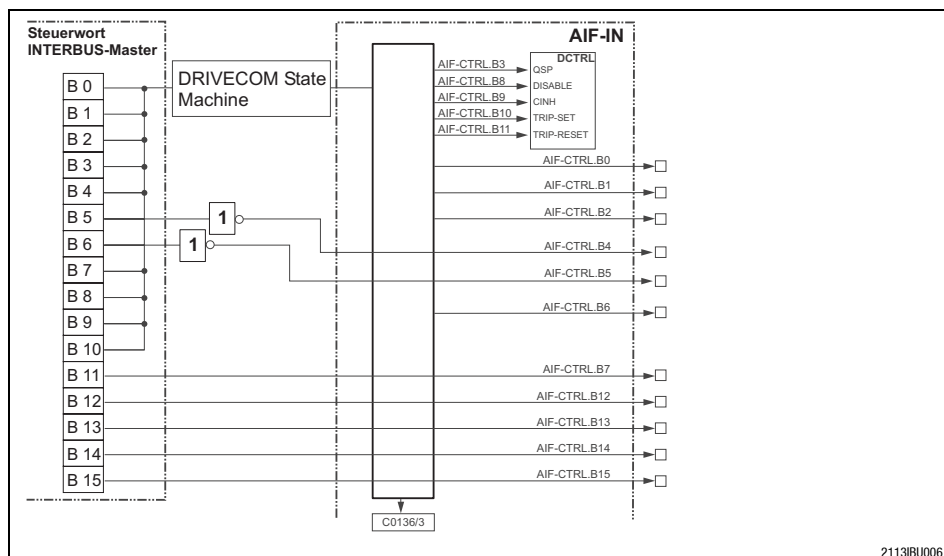 Steuerwort
INTERBUS-Master
AIF-IN
B 0
B 1
B 2
B 3
B 4
B 5
B 6
B 7
B 8
B 9
B 10
B 11
B 12
B 13
B 14
B 15
DRIVECOM State
Machine
1
1
AIF-CTRL.B3
AIF-CTRL.B8
AIF-CTRL.B9
AIF-CTRL.B10
AIF-CTRL.B11
DCTRL
QSP
DISABLE
CINH
TRIP-SET
TRIP-RESET
AIF-CTRL.B0
AIF-CTRL.B1
AIF-CTRL.B2
AIF-CTRL.B4
AIF-CTRL.B5
AIF-CTRL.B6
AIF-CTRL.B7
AIF-CTRL.B12
AIF-CTRL.B13
AIF-CTRL.B14
AIF-CTRL.B15
C0136/3
2113IBU006